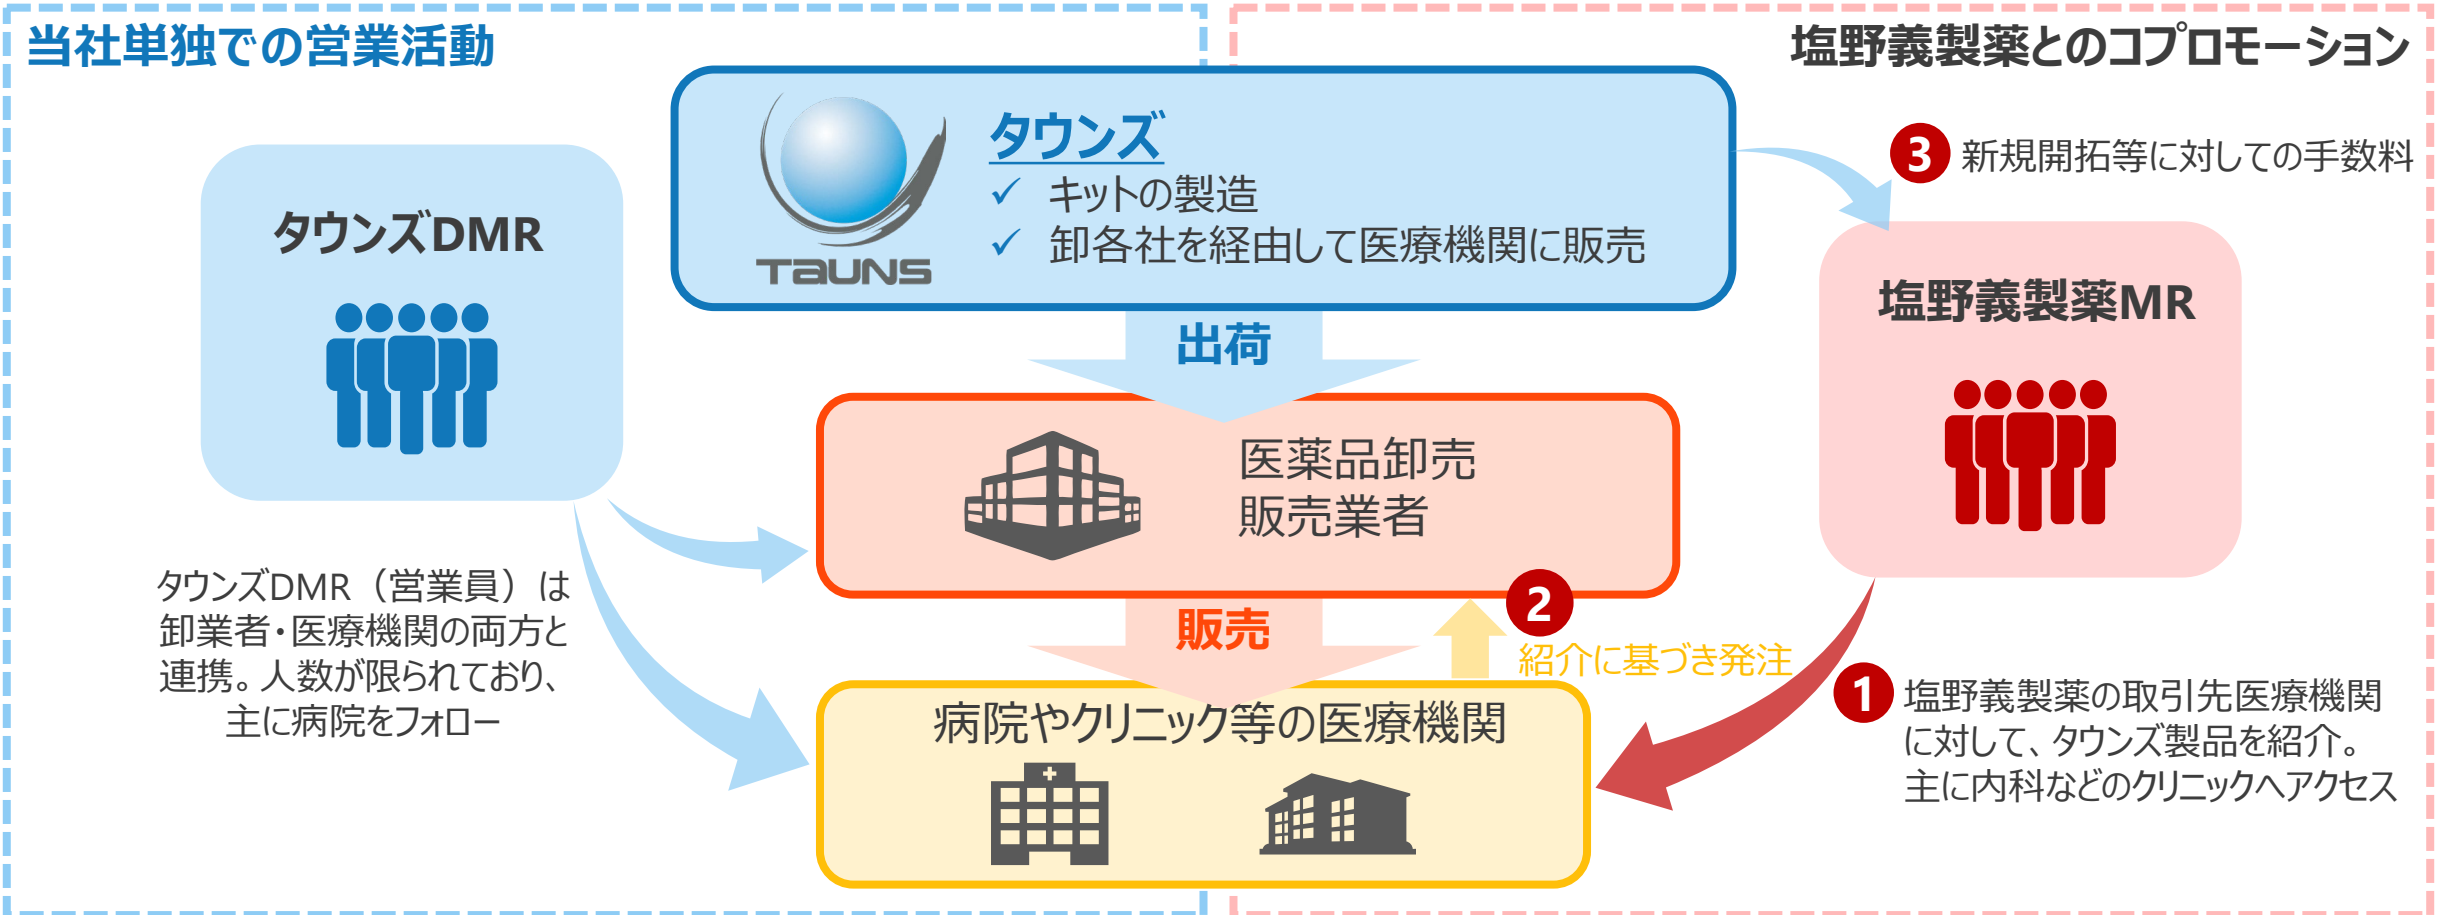 当社単独での営業活動
塩野義製薬とのコプロモーション
タウンズ
✓ キットの製造
✓ 卸各社を経由して医療機関に販売
TaUNS
3 新規開拓等に対しての手数料
タウンズDMR
塩野義製薬MR
出荷
医薬品卸売
販売業者
タウンズDMR（営業員）は
卸業者・医療機関の両方と
連携。人数が限られており、
主に病院をフォロー
販売
2
紹介に基づき発注
病院やクリニック等の医療機関
1 塩野義製薬の取引先医療機関
に対して、タウンズ製品を紹介。
主に内科などのクリニックへアクセス